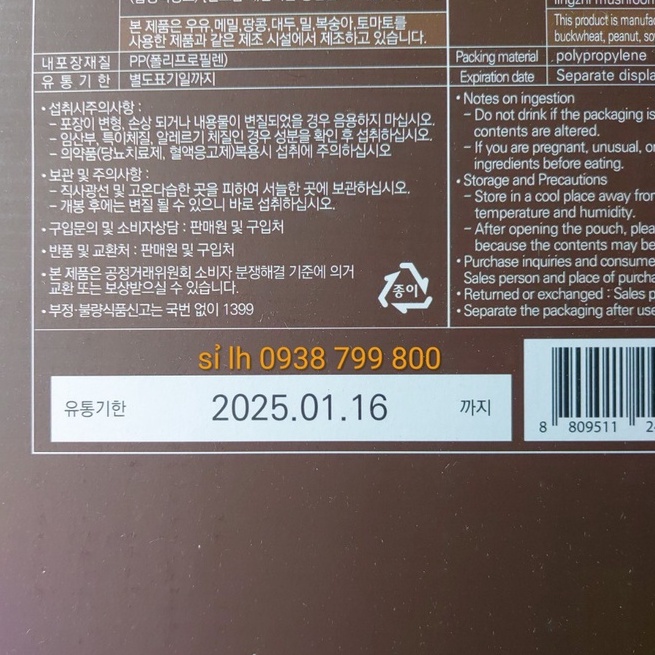 본 제품은 우유, 메밀, 땅콩, 대두, 밀, 복숭아, 토마토를
사용한 제품과 같은 제조 시설에서 제조하고 있습니다.
내포장재질 PP(폴리프로필렌)
유통기한 별도표기일까지
• 섭취시주의사항 :
- 포장이 변형, 손상 되거나 내용물이 변질되었을 경우 음용하지 마십시오.
- 임산부, 특이체질, 알레르기 체질인 경우 성분을 확인 후 섭취하십시오.
- 의약품(당뇨치료제, 혈액응고제)복용시 섭취에 주의하십시오
• 보관 및 주의사항 :
- 직사광선 및 고온다습한 곳을 피하여 서늘한 곳에 보관하십시오.
- 개봉 후에는 변질 될 수 있으니 바로 섭취하십시오.
• 구입문의 및 소비자상담 : 판매원 및 구입처
• 반품 및 교환처 : 판매원 및 구입처
• 본 제품은 공정거래위원회 소비자 분쟁해결 기준에 의거
교환 또는 보상받으실 수 있습니다.
• 부정·불량식품신고는 국번 없이 1399
종이
lingzhi mushroom
This product is manufa
buckwheat, peanut, so
Packing material polypropylene
Expiration date Separate displa
• Notes on ingestion
- Do not drink if the packaging is
contents are altered.
- If you are pregnant, unusual, or
ingredients before eating.
• Storage and Precautions
- Store in a cool place away from
temperature and humidity.
- After opening the pouch, plea
because the contents may be
• Purchase inquiries and consume
Sales person and place of purcha
• Returned or exchanged : Sales p
• Separate the packaging after use
sỉ lh 0938 799 800
유통기한 2025.01.16 까지
8 809511 2